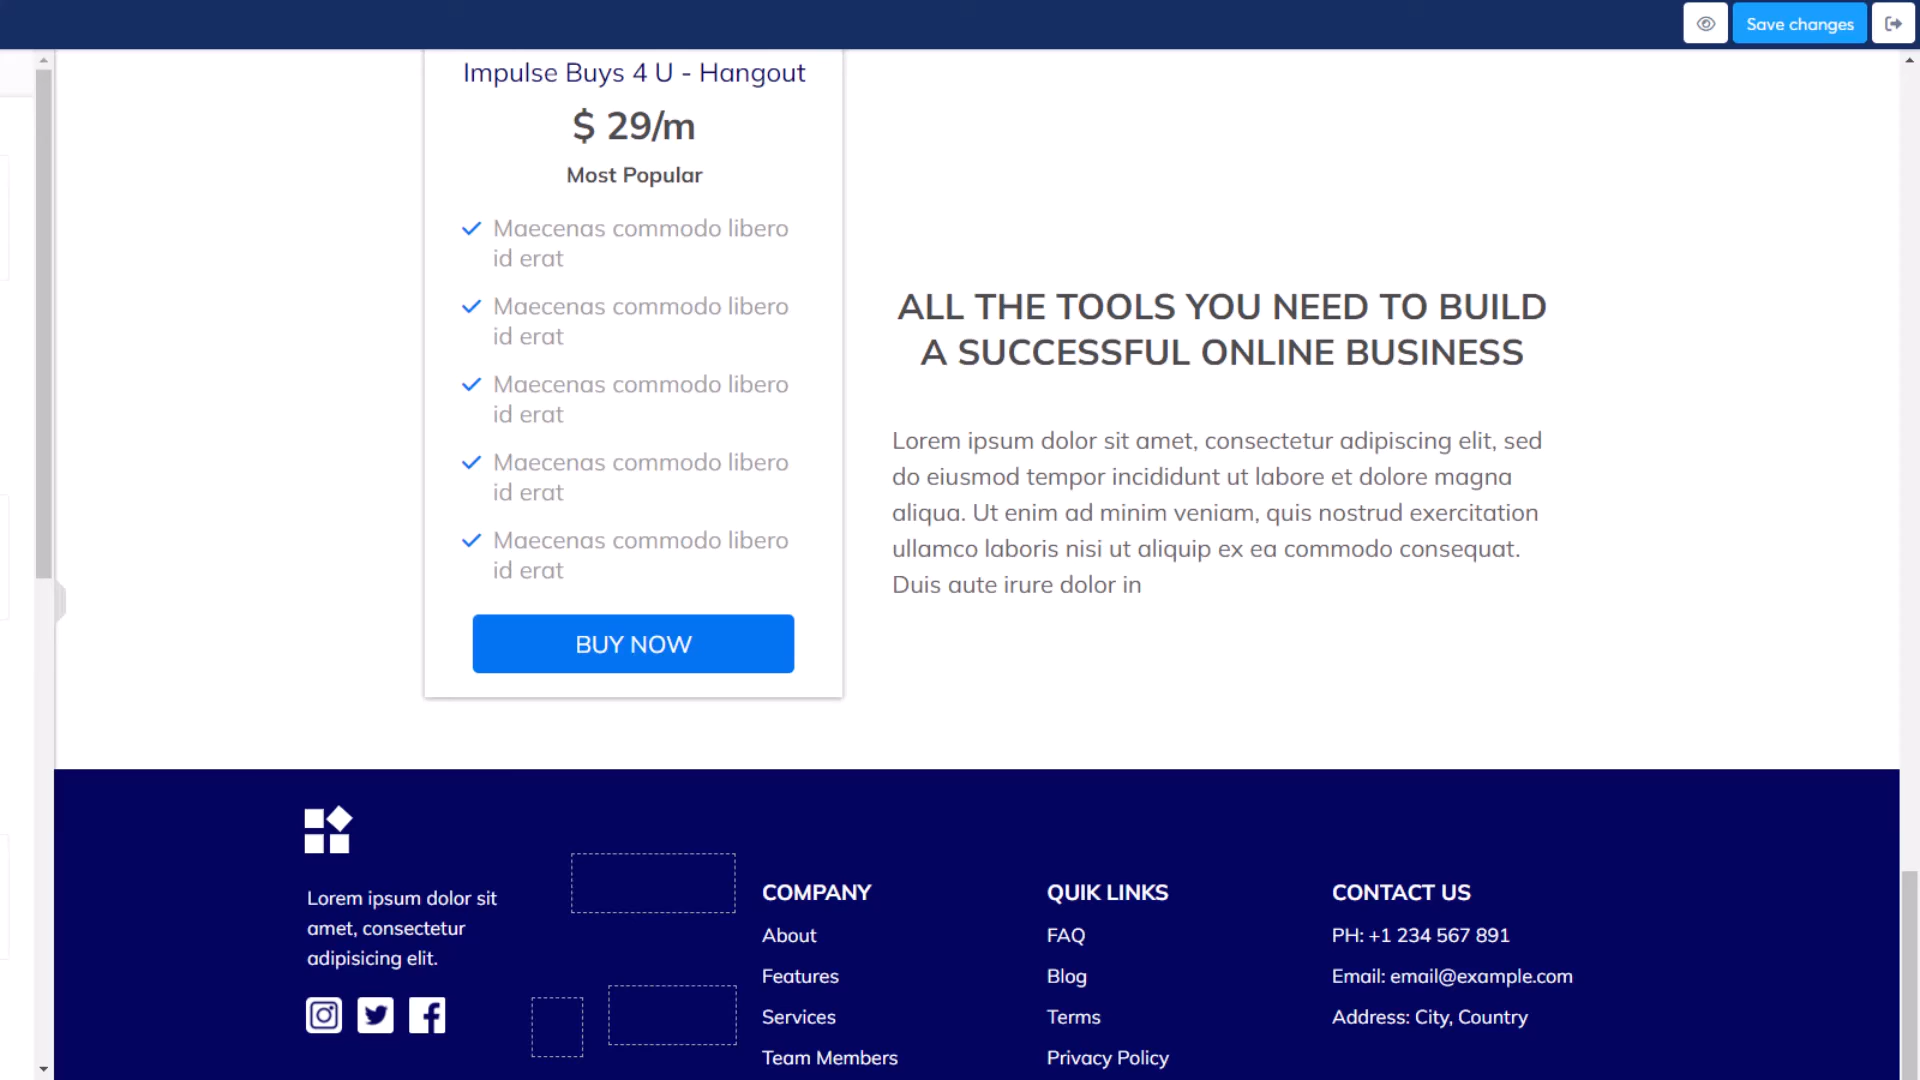 Save changes
Impulse Buys 4 U - Hangout
$ 29/m
Most Popular
Maecenas commodo libero
id erat
Maecenas commodo libero
id erat
Maecenas commodo libero
id erat
Maecenas commodo libero
id erat
Maecenas commodo libero
id erat
BUY NOW
ALL THE TOOLS YOU NEED TO BUILD
A SUCCESSFUL ONLINE BUSINESS
Lorem ipsum dolor sit amet, consectetur adipiscing elit, sed
do eiusmod tempor incididunt ut labore et dolore magna
aliqua. Ut enim ad minim veniam, quis nostrud exercitation
ullamco laboris nisi ut aliquip ex ea commodo consequat.
Duis aute irure dolor in
Lorem ipsum dolor sit
amet, consectetur
adipisicing elit.
COMPANY
About
Features
Services
Team Members
QUIK LINKS
FAQ
Blog
Terms
Privacy Policy
CONTACT US
PH: +1 234 567 891
Email: email@example.com
Address: City, Country